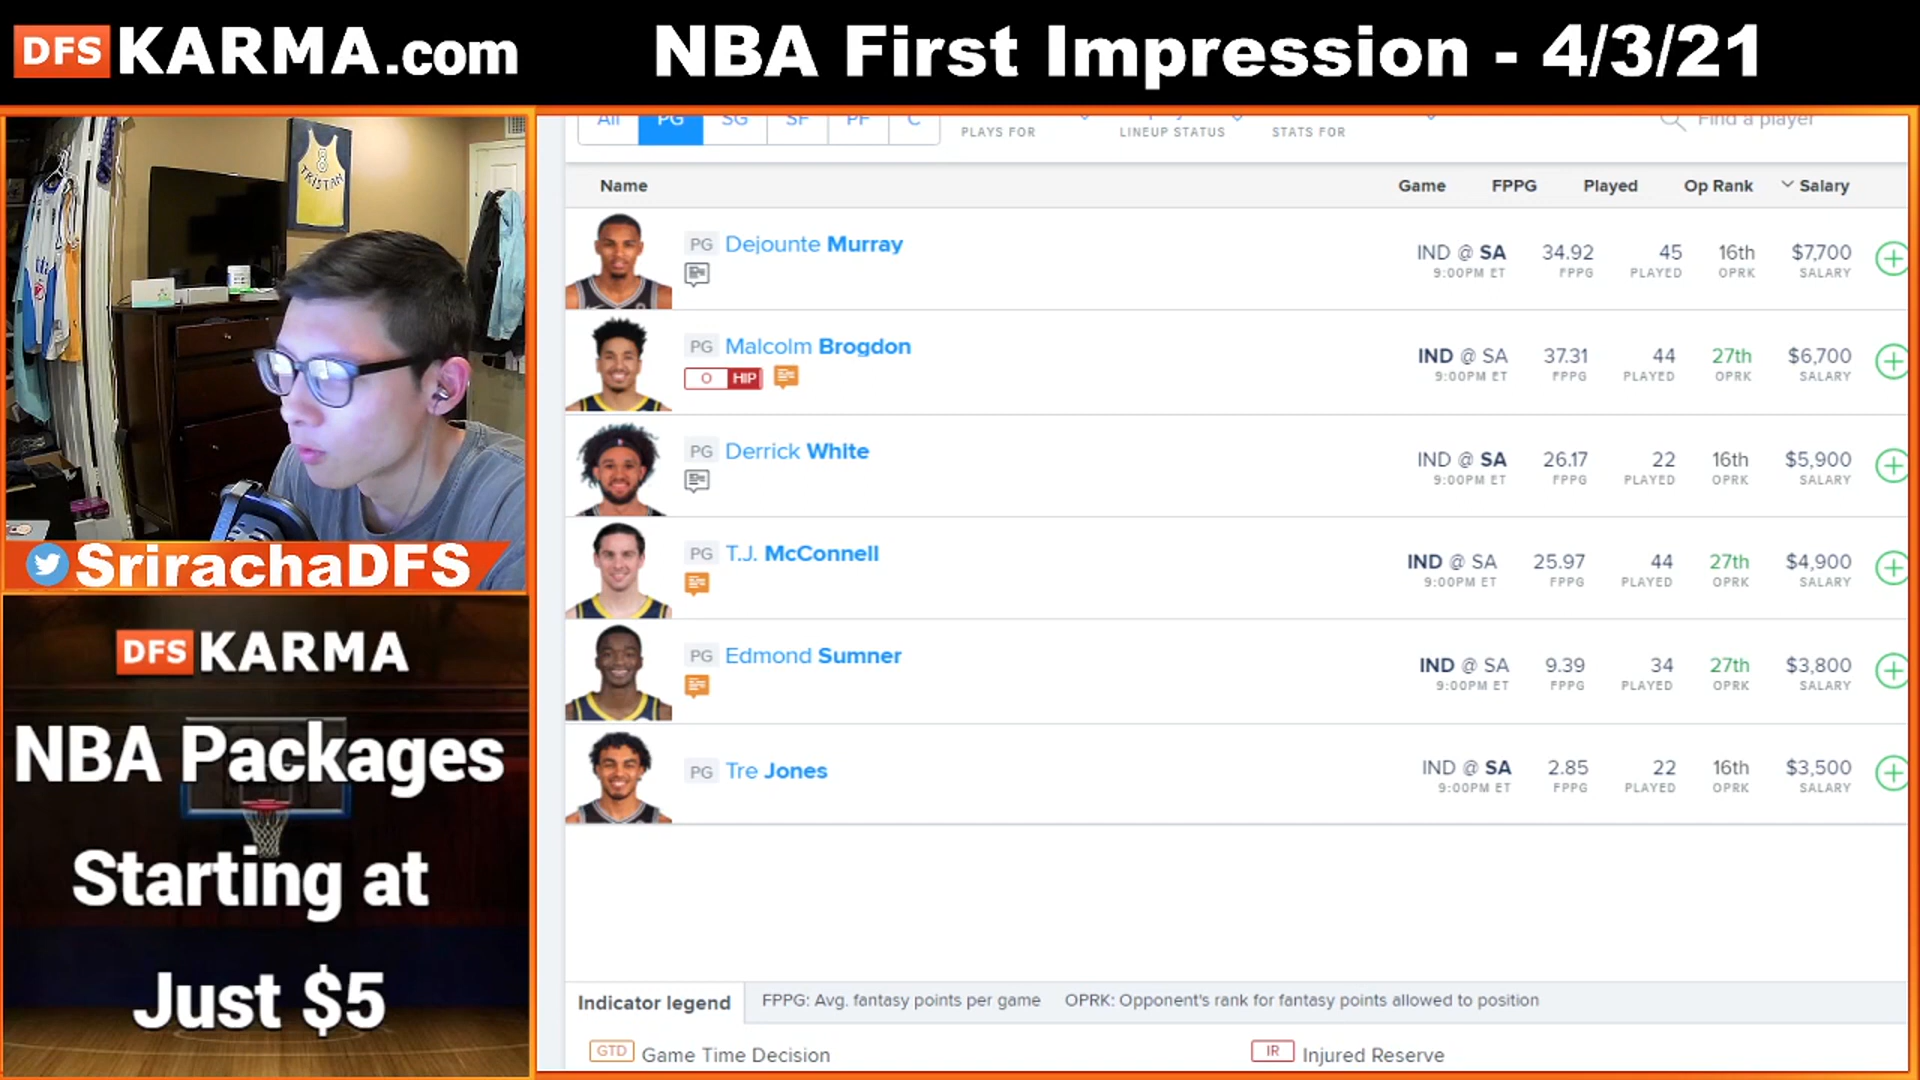 DFS KARMA.com
NBA First Impression - 4/3/21
All PG SG SF PF C
PLAYS FOR LINEUP STATUS STATS FOR
Find a player
Name Game FPPG Played Op Rank Salary
PG Dejounte Murray IND @ SA 34.92 45 16th $7,700
9:00PM ET FPPG PLAYED OPRK SALARY
PG Malcolm Brogdon IND @ SA 37.31 44 27th $6,700
O HIP 9:00PM ET FPPG PLAYED OPRK SALARY
PG Derrick White IND @ SA 26.17 22 16th $5,900
9:00PM ET FPPG PLAYED OPRK SALARY
PG T.J. McConnell IND @ SA 25.97 44 27th $4,900
9:00PM ET FPPG PLAYED OPRK SALARY
PG Edmond Sumner IND @ SA 9.39 34 27th $3,800
9:00PM ET FPPG PLAYED OPRK SALARY
PG Tre Jones IND @ SA 2.85 22 16th $3,500
9:00PM ET FPPG PLAYED OPRK SALARY
Indicator legend FPPG: Avg. fantasy points per game OPRK: Opponent's rank for fantasy points allowed to position
GTD Game Time Decision IR Injured Reserve
8
TRISTAN
SrirachaDFS
DFS KARMA
NBA Packages
Starting at
Just $5